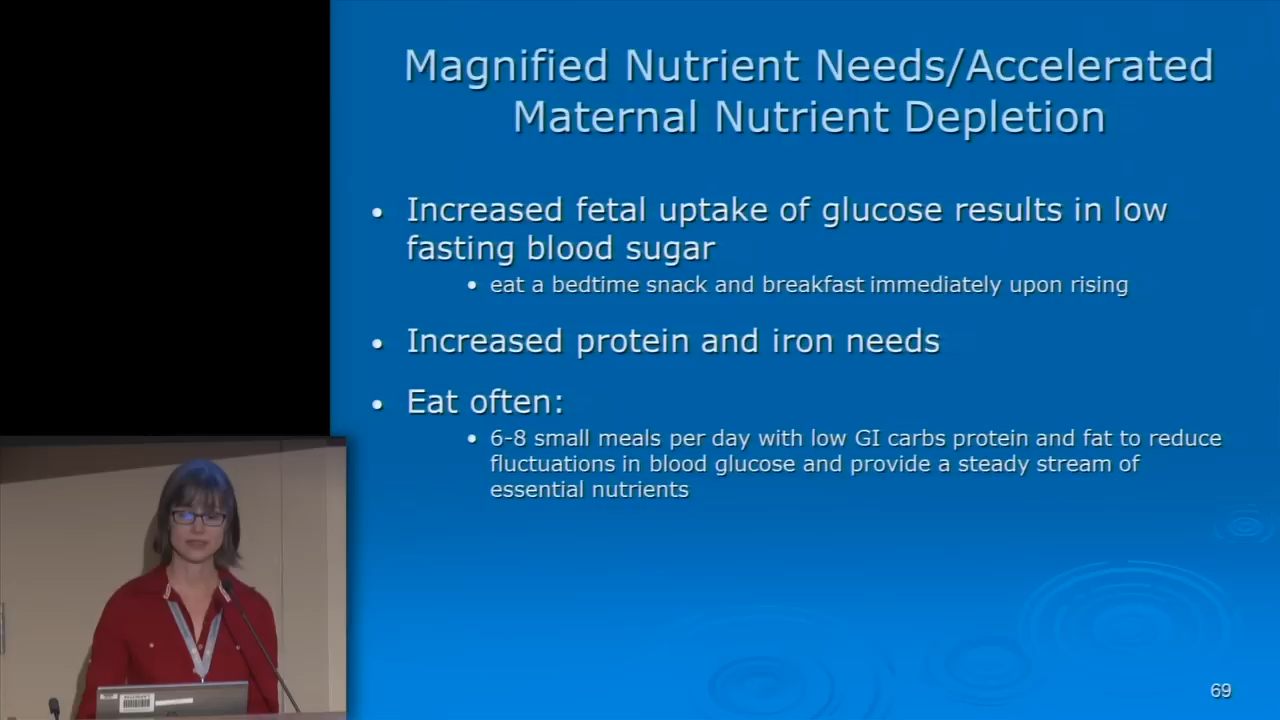 Magnified Nutrient Needs/Accelerated
Maternal Nutrient Depletion
• Increased fetal uptake of glucose results in low
fasting blood sugar
• eat a bedtime snack and breakfast immediately upon rising
• Increased protein and iron needs
• Eat often:
• 6-8 small meals per day with low GI carbs protein and fat to reduce
fluctuations in blood glucose and provide a steady stream of
essential nutrients
69